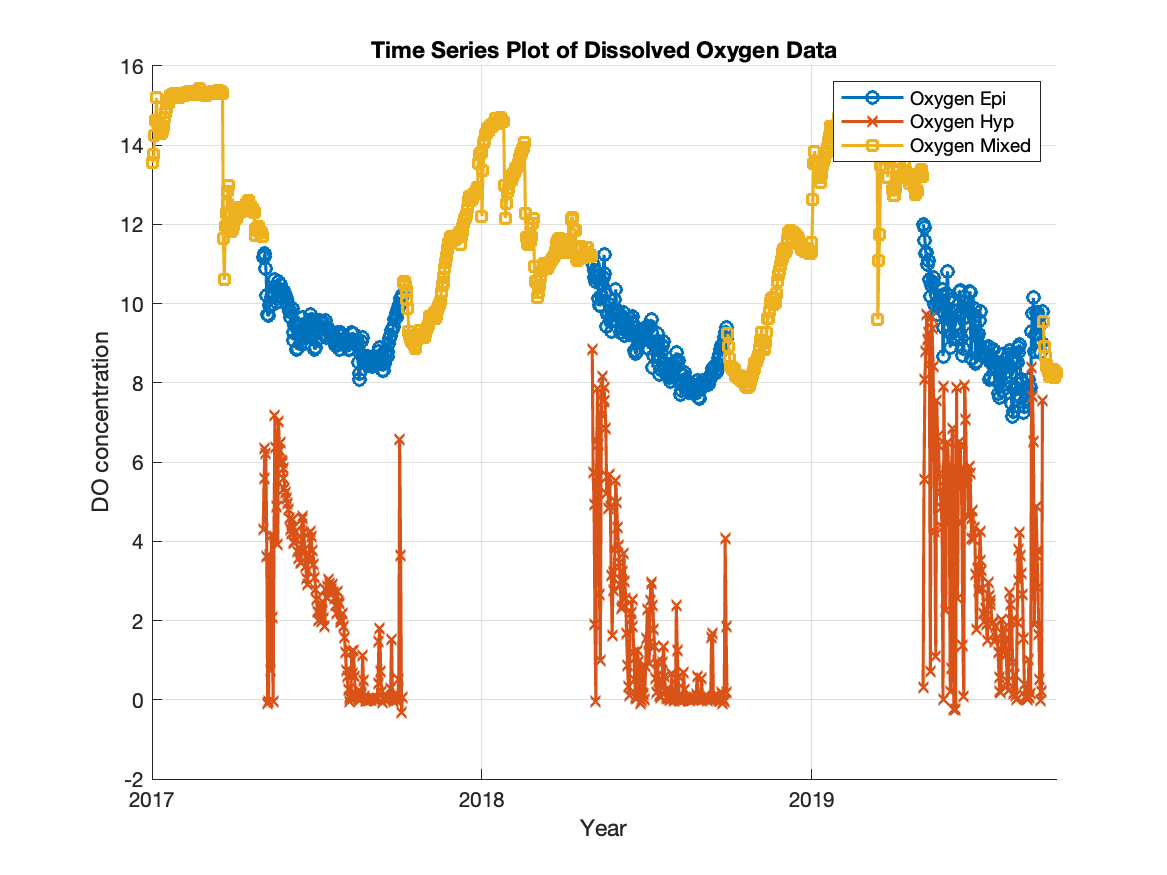 Time Series Plot of Dissolved Oxygen Data
16
14
12
10
8
6
4
2
0
-2
DO concentration
Oxygen Epi
Oxygen Hyp
Oxygen Mixed
2017
2018
2019
Year